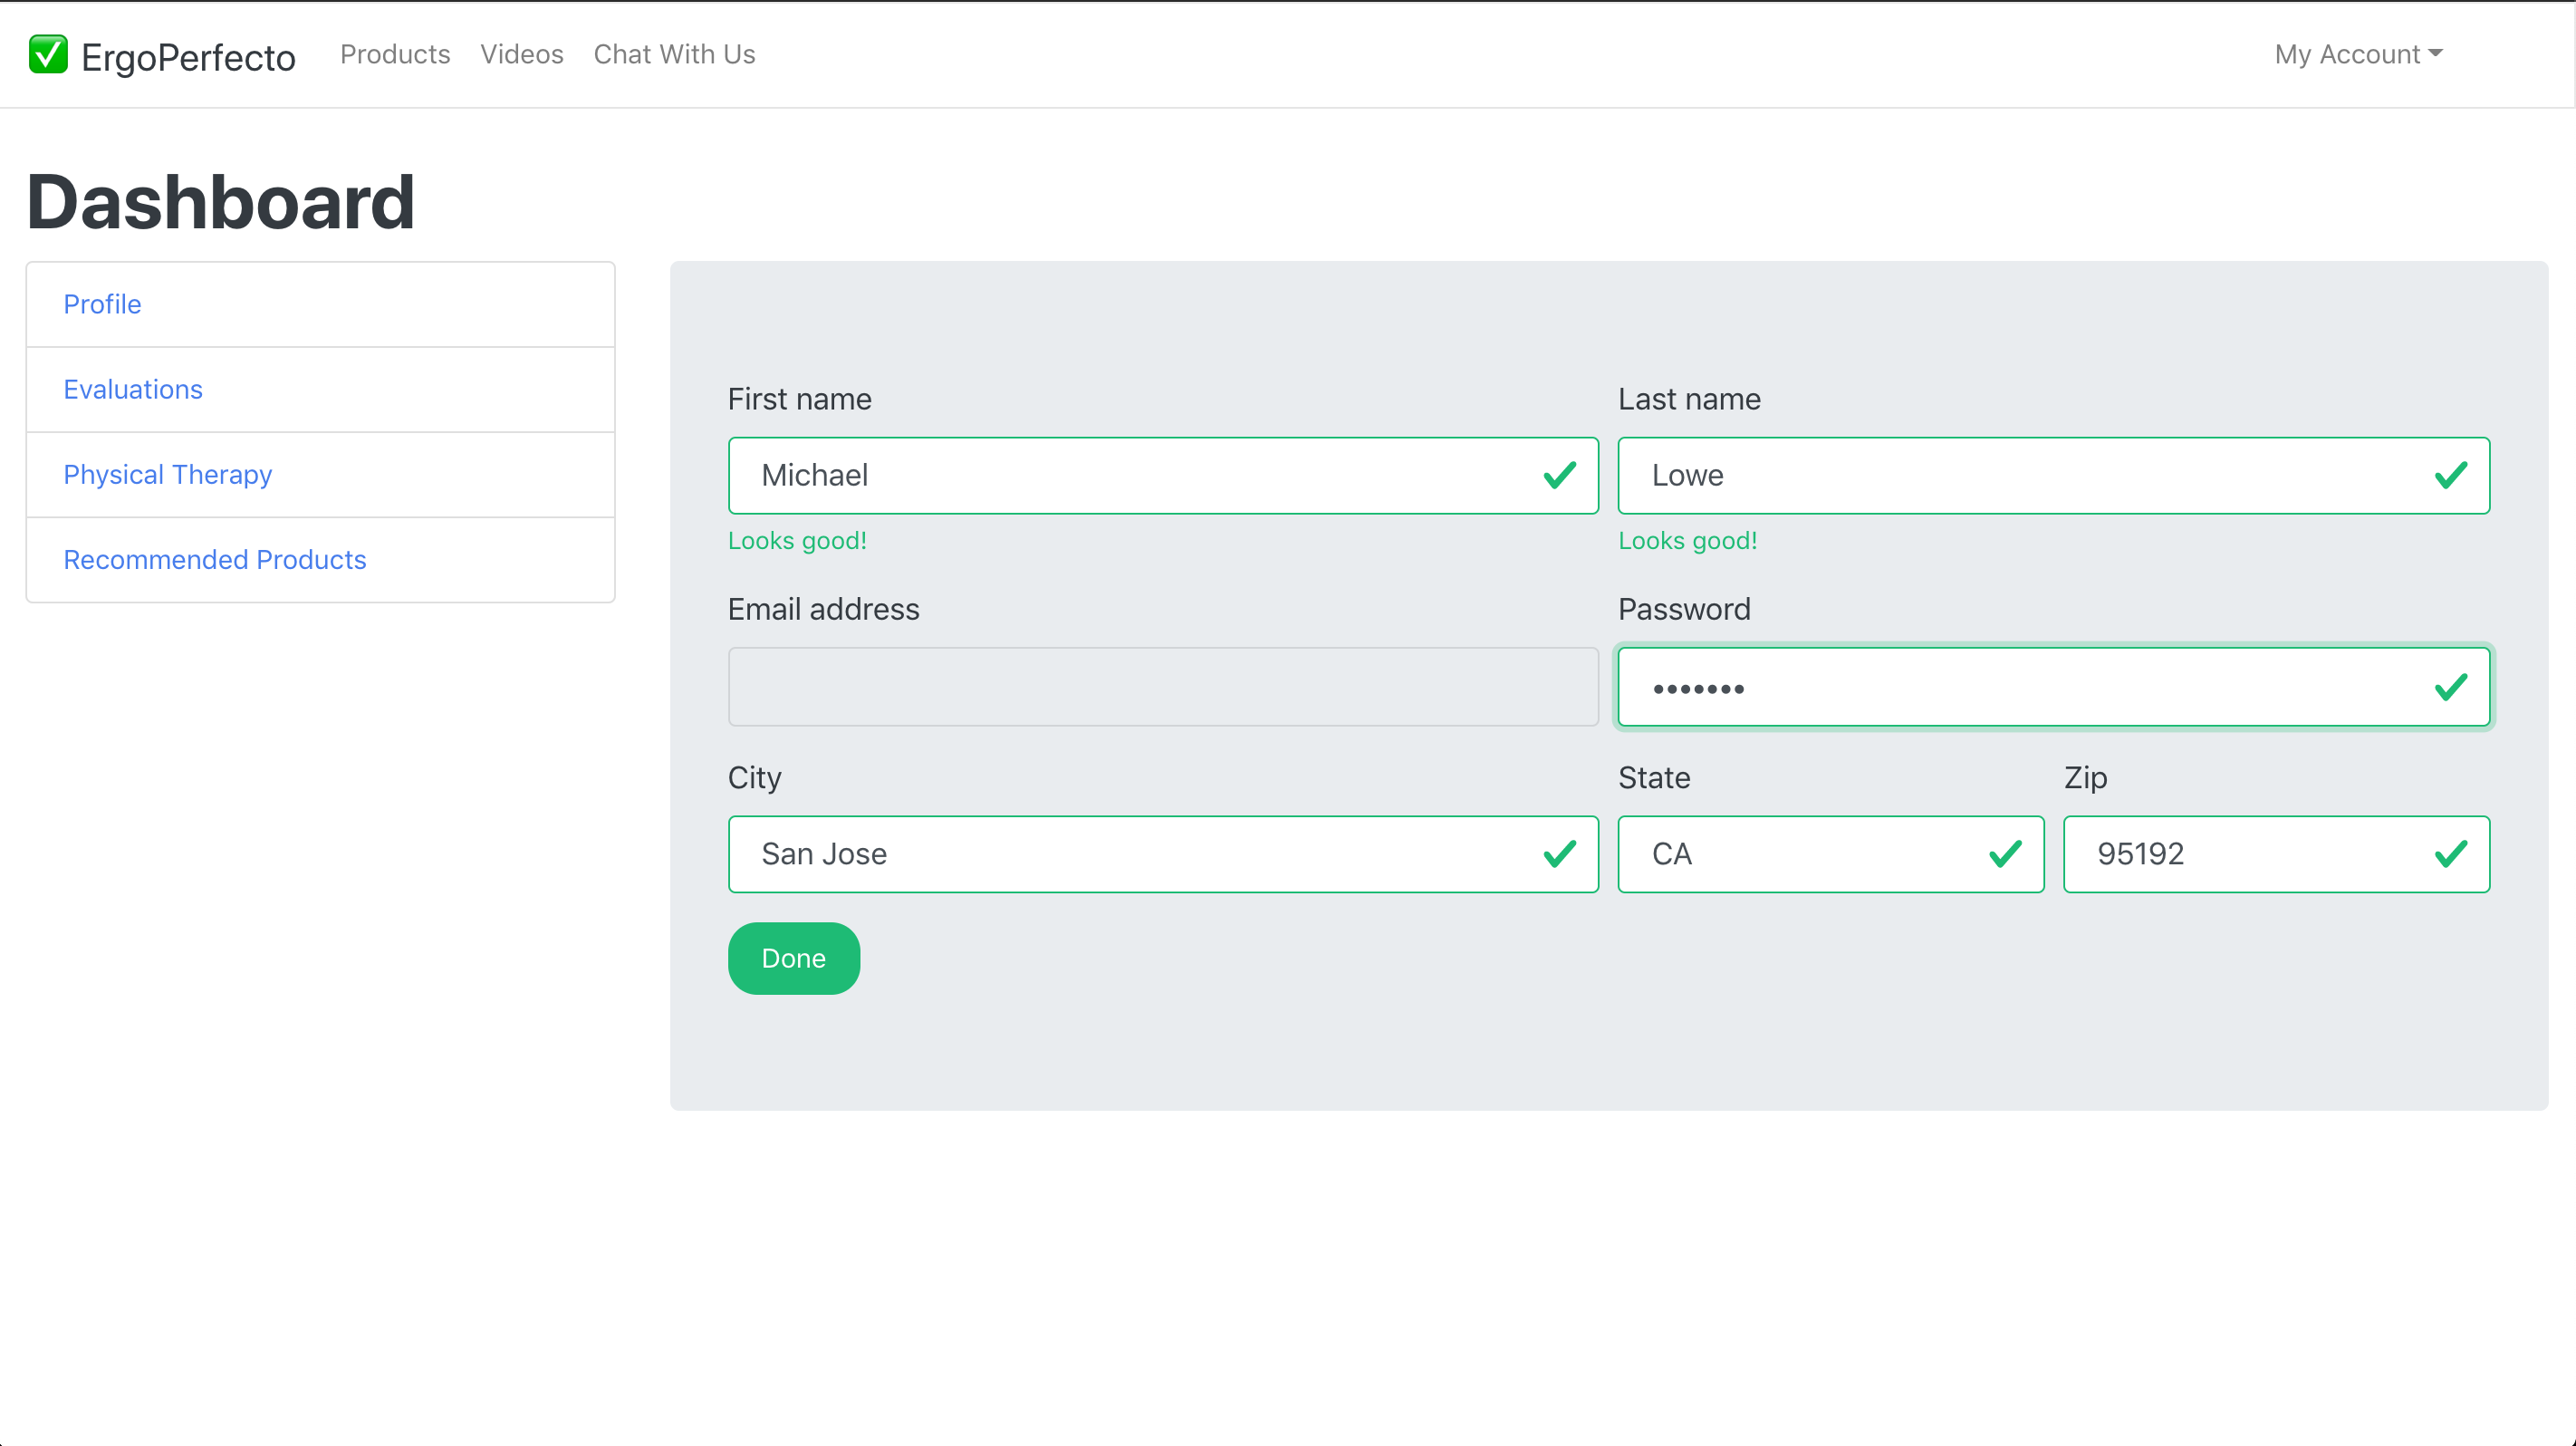 ✅ ErgoPerfecto Products Videos Chat With Us My Account
Dashboard
Profile
Evaluations
Physical Therapy
Recommended Products
First name Last name
Michael Lowe
Looks good! Looks good!
Email address Password
•••••••
City State Zip
San Jose CA 95192
Done